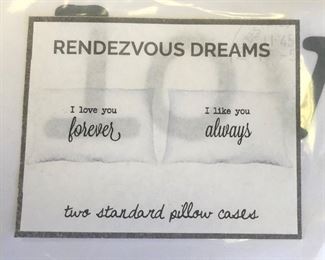 RENDEZVOUS DREAMS
I love you
forever
I like you
always
two standard pillow cases